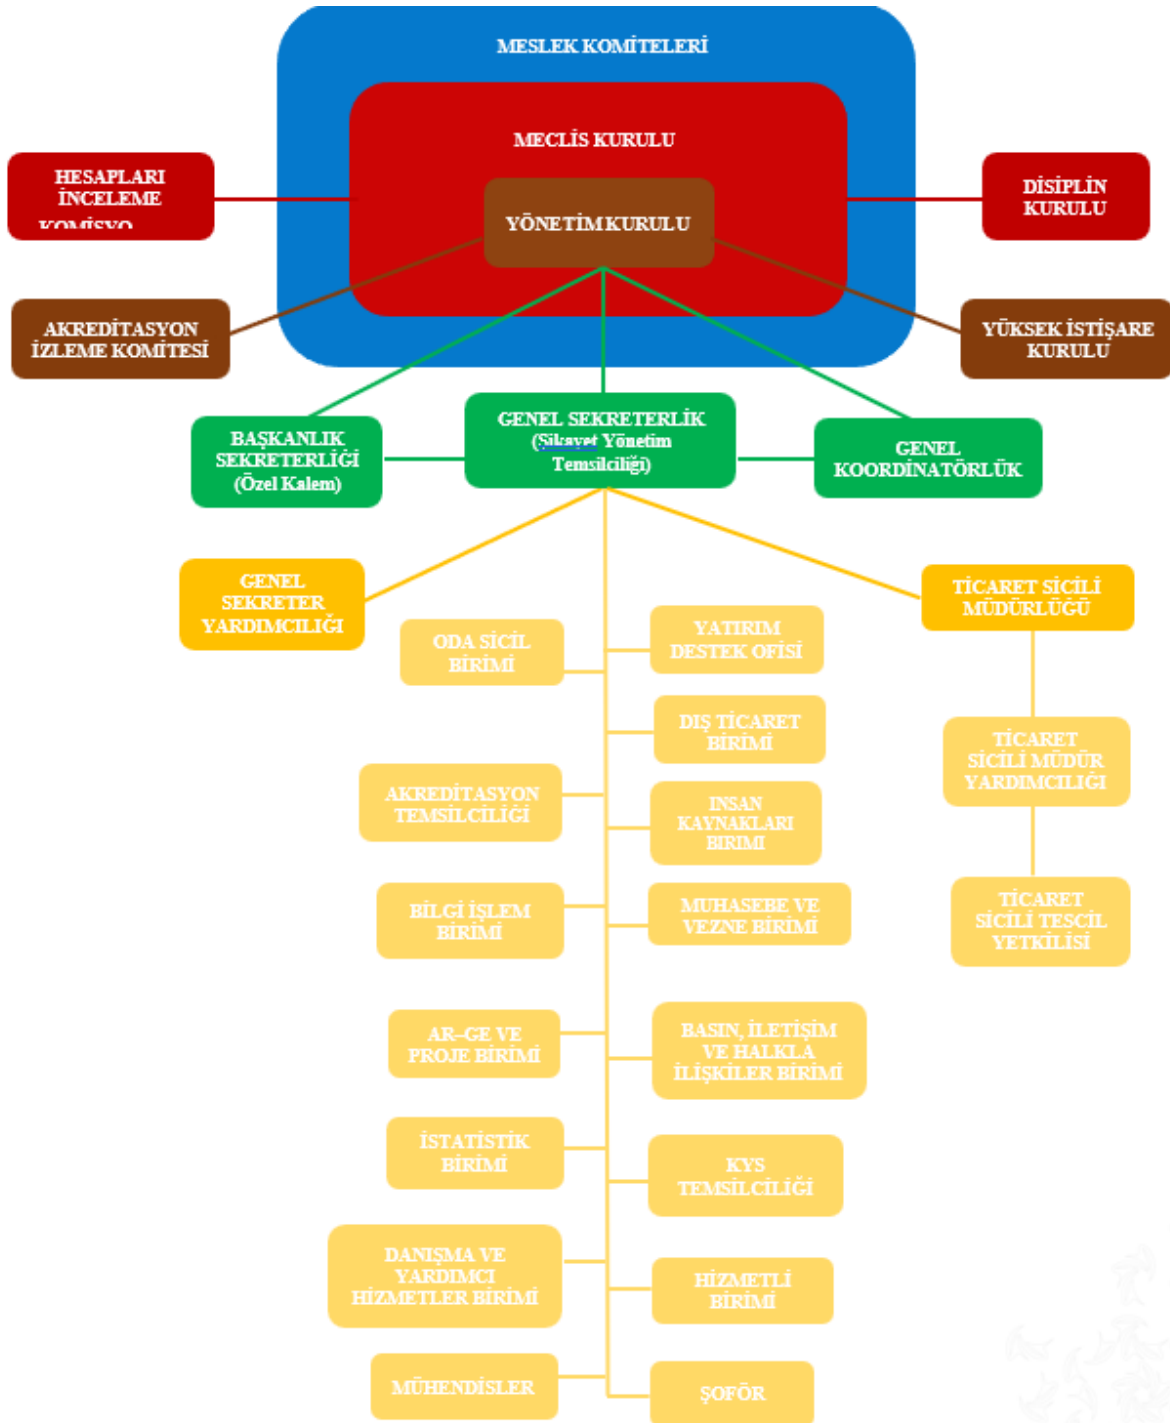 MESLEK KOMİTELERİ
MECLİS KURULU
YÖNETİM KURULU
HESAPLARI
İNCELEME
DİSİPLİN
KURULU
AKREDİTASYON
İZLEME KOMİTESİ
YÜKSEK İSTİŞARE
KURULU
BAŞKANLIK
SEKRETERLİĞİ
(Özel Kalem)
GENEL SEKRETERLİK
(Şikayet Yönetim
Temsilciliği)
GENEL
KOORDİNATÖRLÜK
GENEL
SEKRETER
YARDIMCILIĞI
TİCARET SİCİLİ
MÜDÜRLÜĞÜ
ODA SİCİL
BİRİMİ
YATIRIM
DESTEK OFİSİ
DIŞ TİCARET
BİRİMİ
TİCARET
SİCİLİ MÜDÜR
YARDIMCILIĞI
AKREDİTASYON
TEMSİLCİLİĞİ
INSAN
KAYNAKLARI
BIRIMI
BİLGİ İŞLEM
BİRİMİ
MUHASEBE VE
VEZNE BİRİMİ
TİCARET
SİCİLİ TESCİL
YETKİLİSİ
AR–GE VE
PROJE BİRİMİ
BASIN, İLETİŞİM
VE HALKLA
İLİŞKİLER BİRİMİ
İSTATİSTİK
BİRİMİ
KYS
TEMSİLCİLİĞİ
DANIŞMA VE
YARDIMCI
HİZMETLER BİRİMİ
HİZMETLİ
BİRİMİ
MÜHENDİSLER
ŞOFÖR